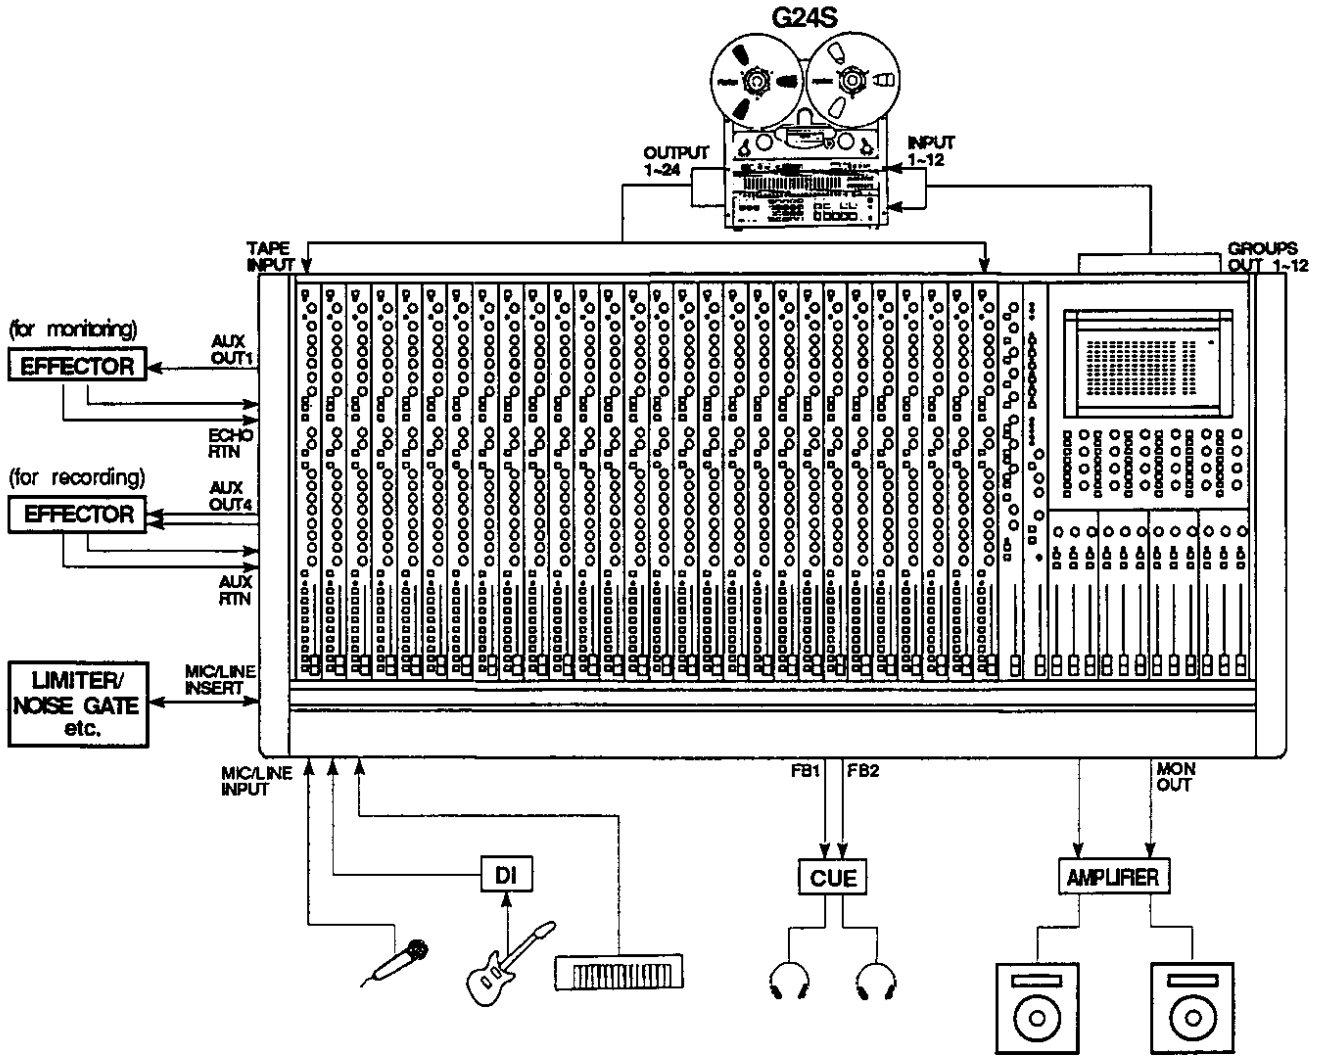 G24S
OUTPUT
1~24
INPUT
1~12
TAPE
INPUT
GROUPS
OUT 1~12
(for monitoring)
EFFECTOR
AUX
OUT1
ECHO
RTN
(for recording)
EFFECTOR
AUX
OUT4
AUX
RTN
LIMITER/
NOISE GATE
etc.
MIC/LINE
INSERT
MIC/LINE
INPUT
FB1
FB2
MON
OUT
DI
CUE
AMPLIFIER